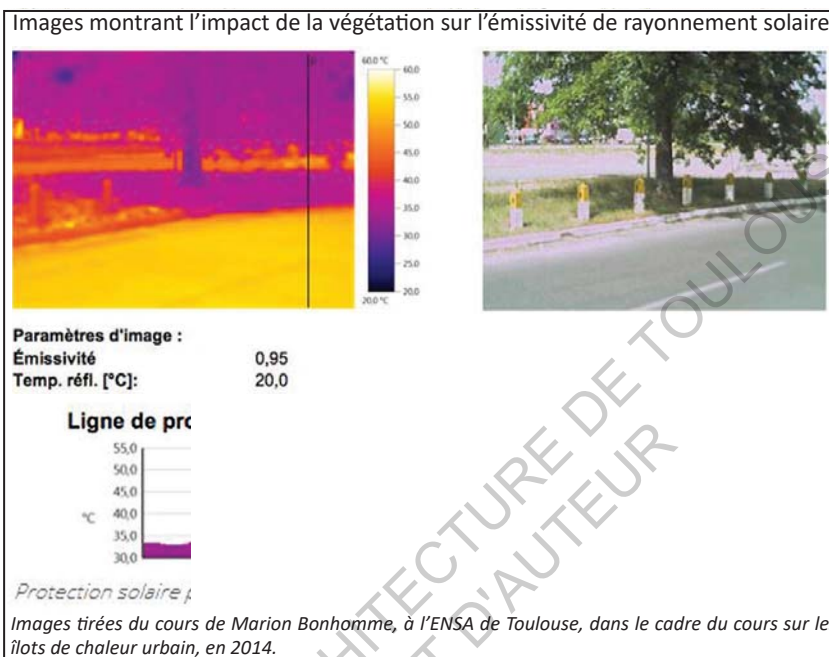 Images montrant l'impact de la végétation sur l'émissivité de rayonnement solaire
60.0 °C
60.0
55.0
50.0
45.0
40.0
35.0
30.0
25.0
20.0
20.0 °C
Paramètres d'image :
Émissivité 0,95
Temp. réfl. [°C]: 20,0
Ligne de pro
55,0
50,0
45,0
°C 40,0
35,0
30,0
Protection solaire p
Images tirées du cours de Marion Bonhomme, à l'ENSA de Toulouse, dans le cadre du cours sur le
îlots de chaleur urbain, en 2014.
HITECTURE DE TOULOUS
T D'AUTEUR